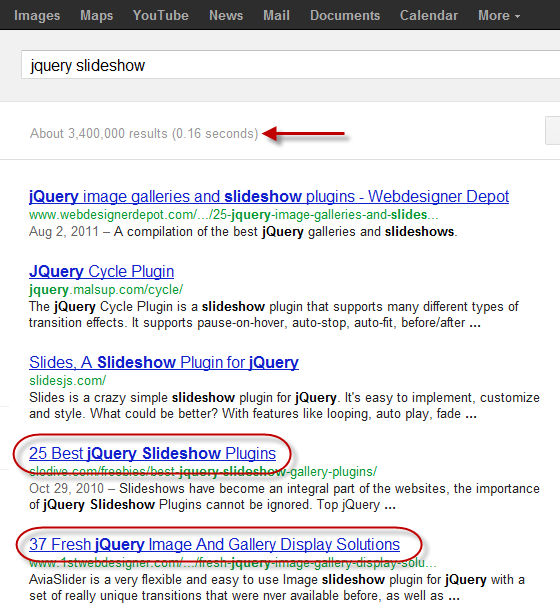 Images Maps YouTube News Mail Documents Calendar More
jquery slideshow
About 3,400,000 results (0.16 seconds)
jQuery image galleries and slideshow plugins - Webdesigner Depot
www.webdesignerdepot.com/.../25-jquery-image-galleries-and-slides...
Aug 2, 2011 – A compilation of the best jQuery galleries and slideshows.
JQuery Cycle Plugin
jquery.malsup.com/cycle/
The jQuery Cycle Plugin is a slideshow plugin that supports many different types of
transition effects. It supports pause-on-hover, auto-stop, auto-fit, before/after ...
Slides, A Slideshow Plugin for jQuery
slidesjs.com/
Slides is a crazy simple slideshow plugin for jQuery. It's easy to implement, customize
and style. What could be better? With features like looping, auto play, fade ...
25 Best jQuery Slideshow Plugins
slodive.com/freebies/best-jquery-slideshow-gallery-plugins/
Oct 29, 2010 – Slideshows have become an integral part of the websites, the importance
of jQuery Slideshow Plugins cannot be ignored. Top jQuery ...
37 Fresh jQuery Image And Gallery Display Solutions
www.1stwebdesigner.com/.../fresh-jquery-image-gallery-display-solu...
AviaSlider is a very flexible and easy to use Image slideshow plugin for jQuery with a
set of really unique transitions that were nver available before, as well as ...